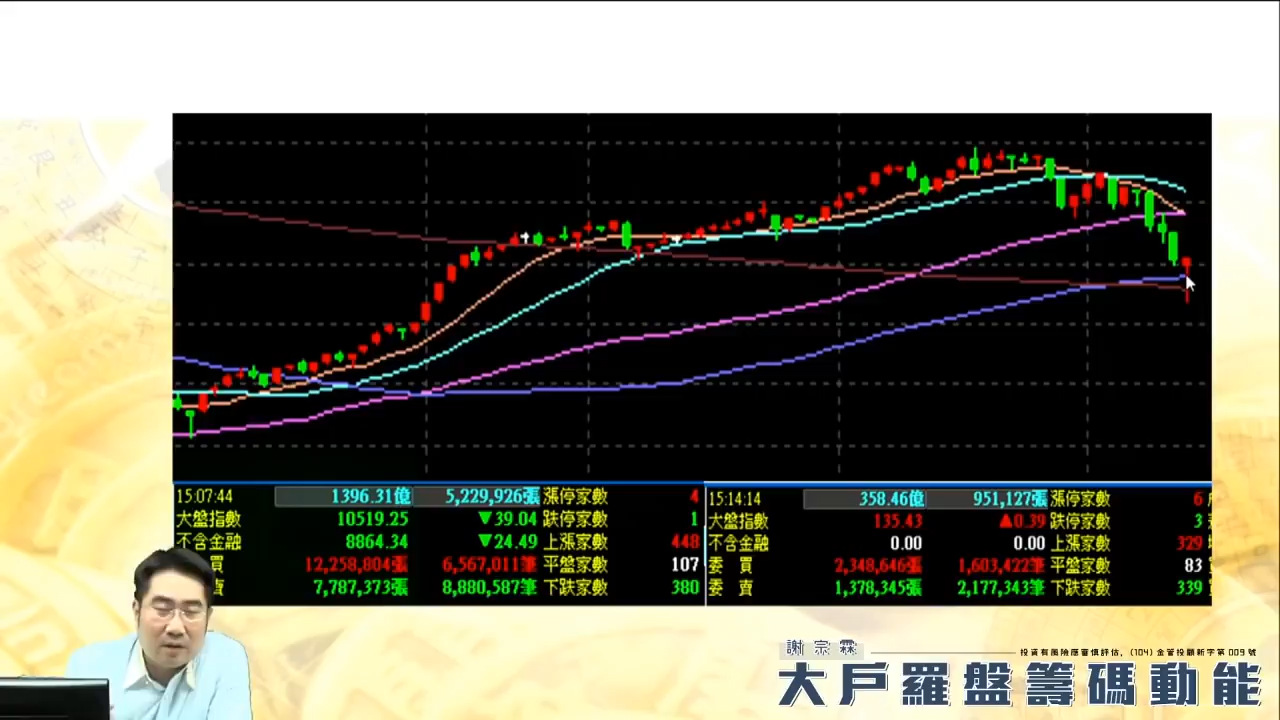 15:07:44 1396.31億 5,229,926張 漲停家數 4
大盤指數 10519.25 ▼39.04 跌停家數 1
不含金融 8864.34 ▼24.49 上漲家數 448
買 12,258,804張 6,567,011筆 平盤家數 107
賣 7,787,373張 8,880,587筆 下跌家數 380
15:14:14 358.46億 951,127張 漲停家數 6
大盤指數 135.43 ▲0.39 跌停家數 3
不含金融 0.00 0.00 上漲家數 329
委 買 2,348,646張 1,603,422筆 平盤家數 83
委 賣 1,378,345張 2,177,343筆 下跌家數 339
謝宗霖
投資有風險應審慎評估, (104) 金管投顧新字第 009 號
大戶羅盤籌碼動能